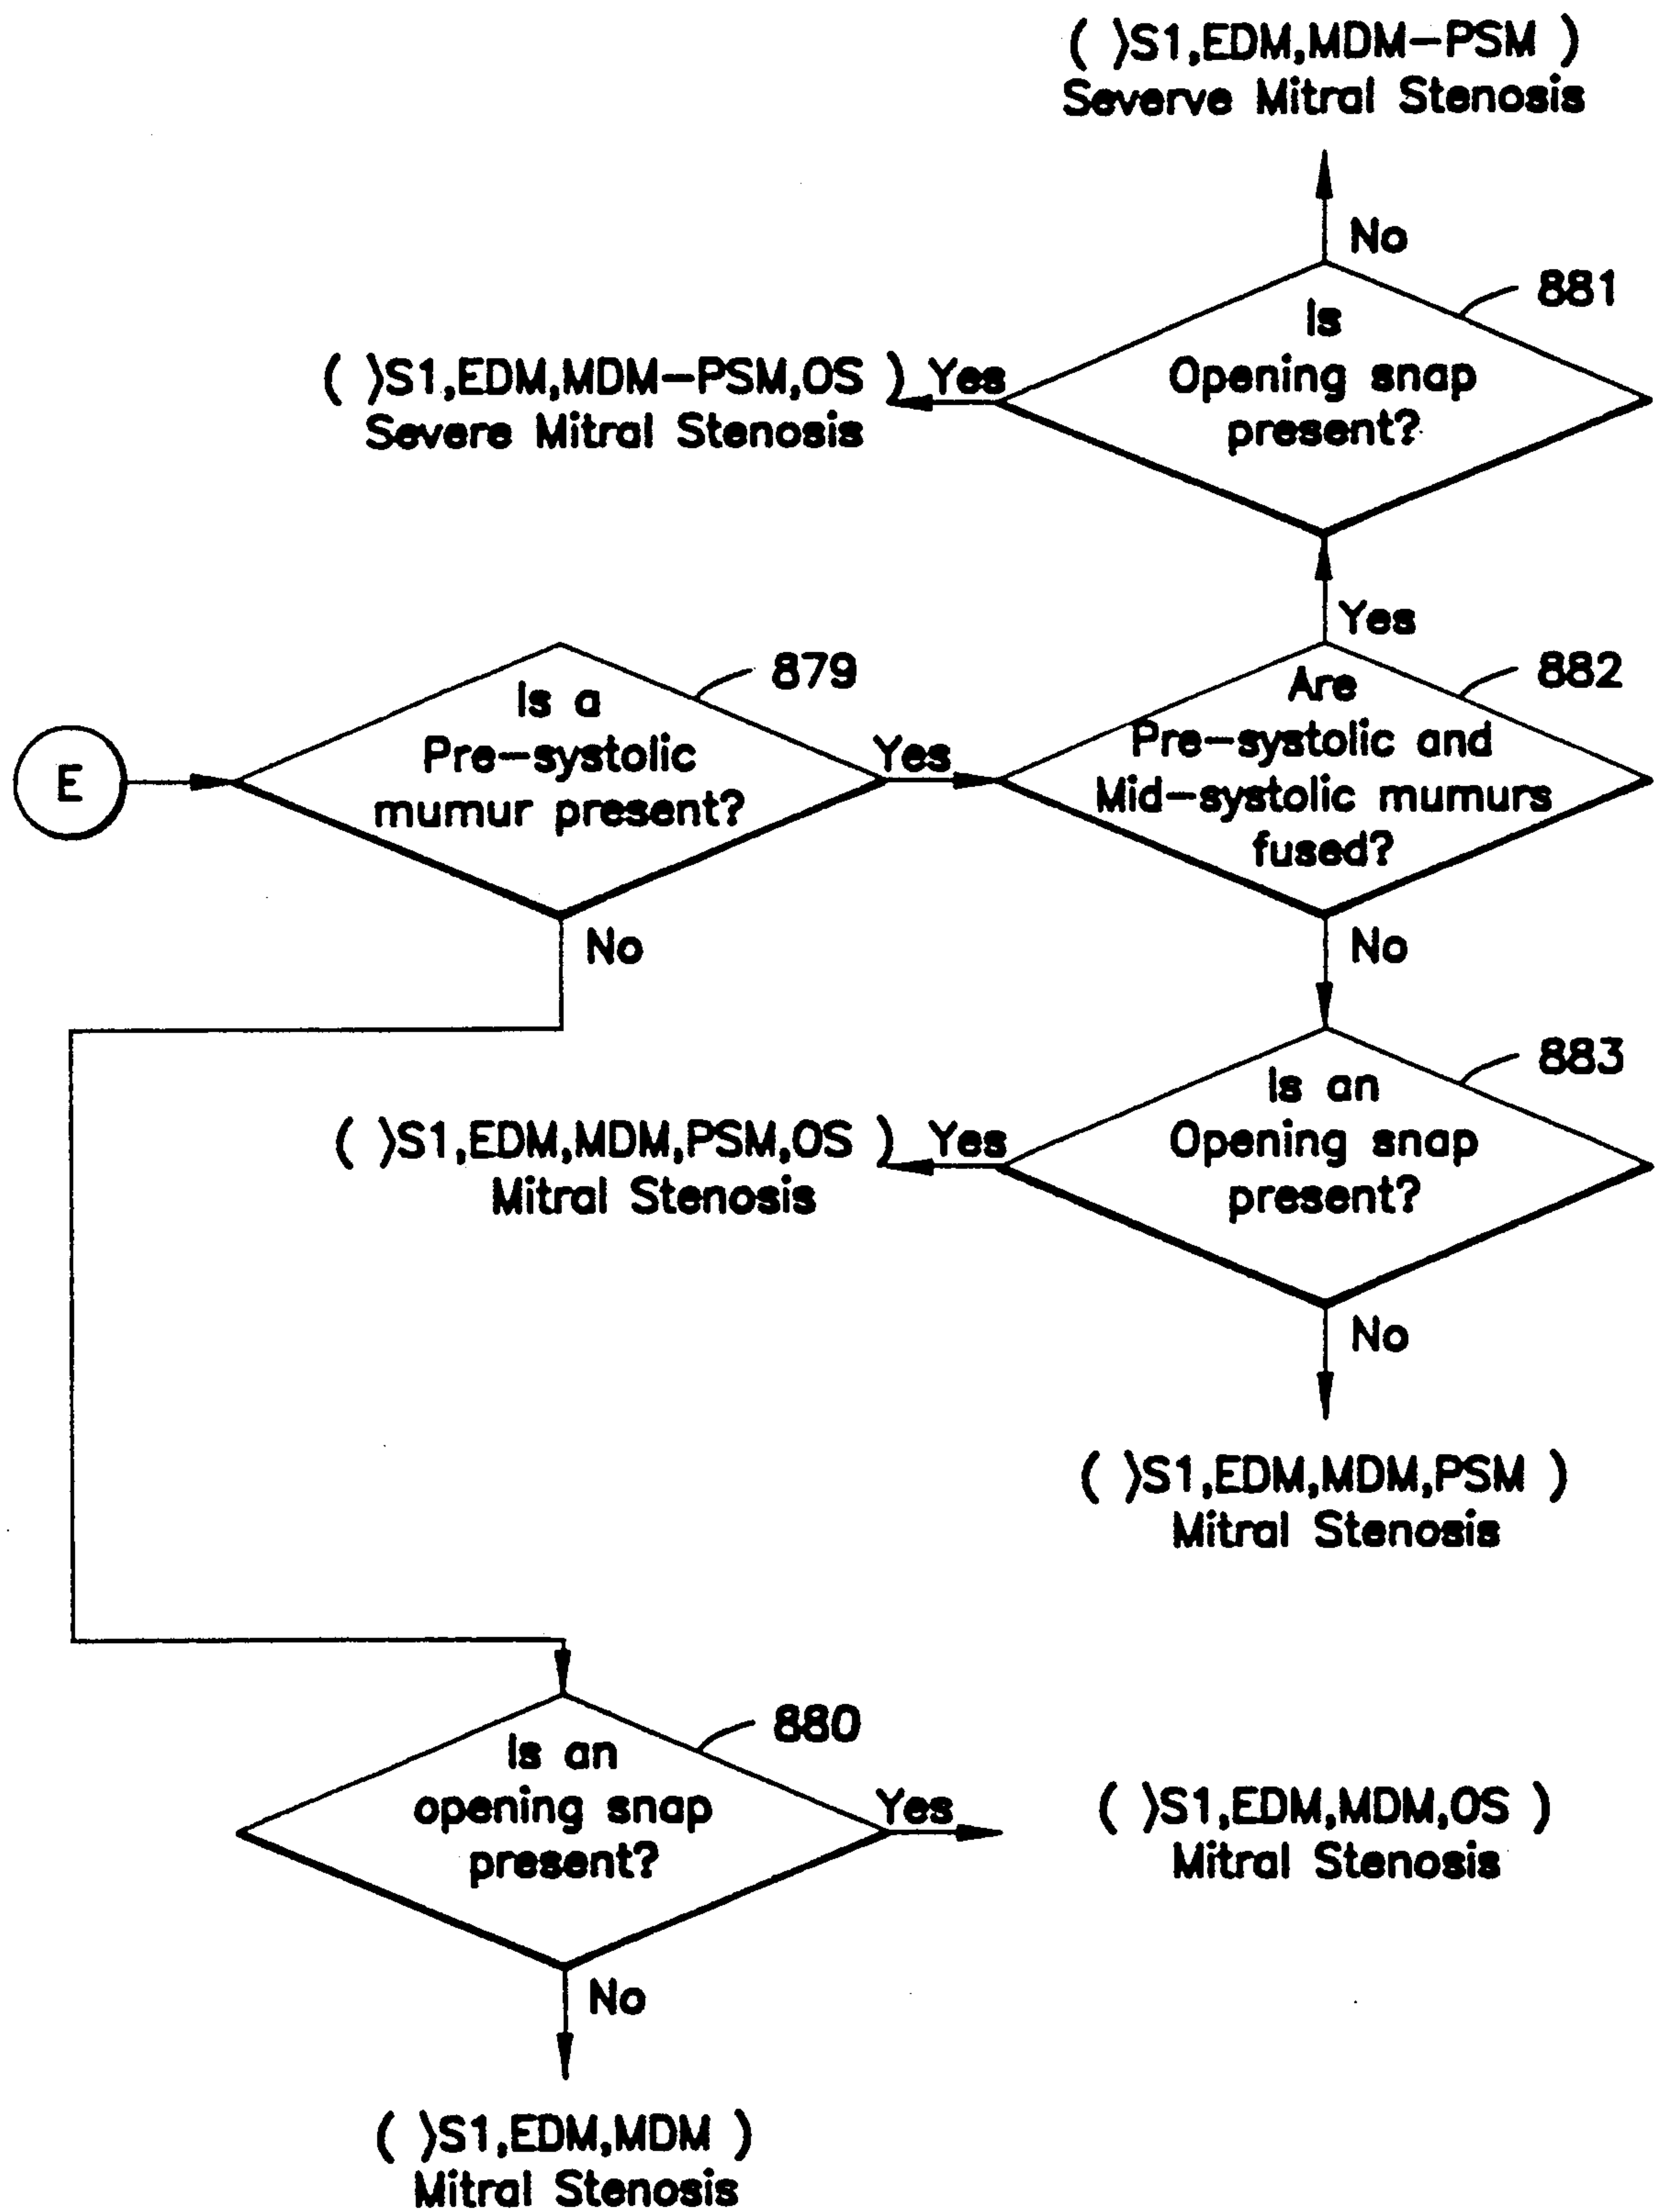 ( )S1,EDM,MDM-PSM )
Severve Mitral Stenosis
No
881
Is
Opening snap
present?
( )S1,EDM,MDM-PSM,OS )
Severe Mitral Stenosis
Yes
Yes
879
Is a
Pre-systolic
mumur present?
E
Yes
882
Are
Pre-systolic and
Mid-systolic mumurs
fused?
No
No
883
Is an
Opening snap
present?
( )S1,EDM,MDM,PSM,OS )
Mitral Stenosis
Yes
No
( )S1,EDM,MDM,PSM )
Mitral Stenosis
880
Is an
opening snap
present?
Yes
( )S1,EDM,MDM,OS )
Mitral Stenosis
No
( )S1,EDM,MDM )
Mitral Stenosis